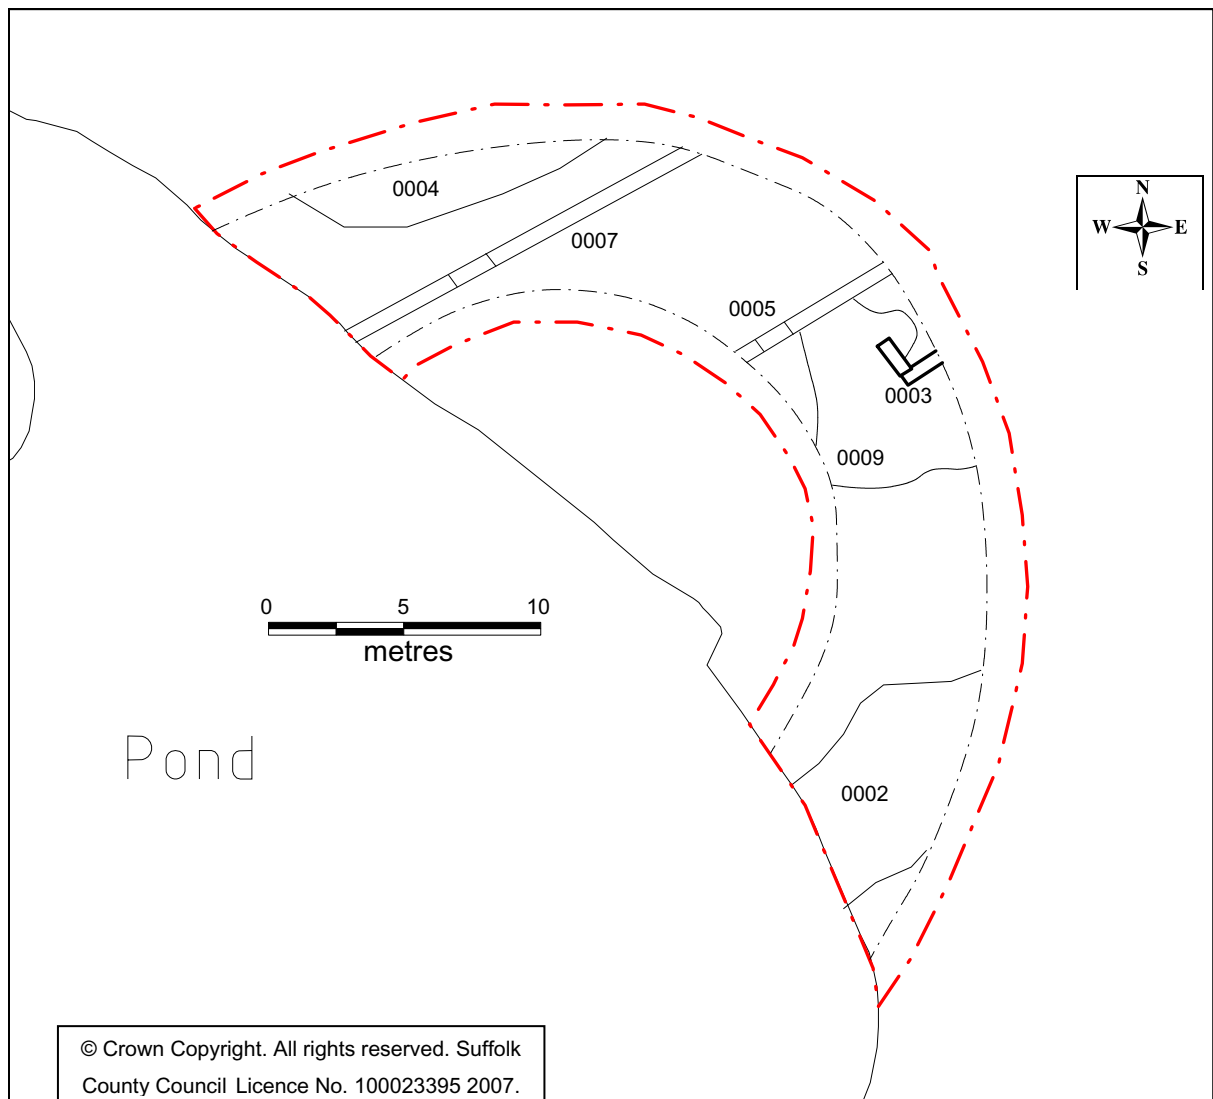 0004
N
W E
S
0007
0005
0003
0009
0 5 10
metres
Pond
0002
© Crown Copyright. All rights reserved. Suffolk
County Council Licence No. 100023395 2007.